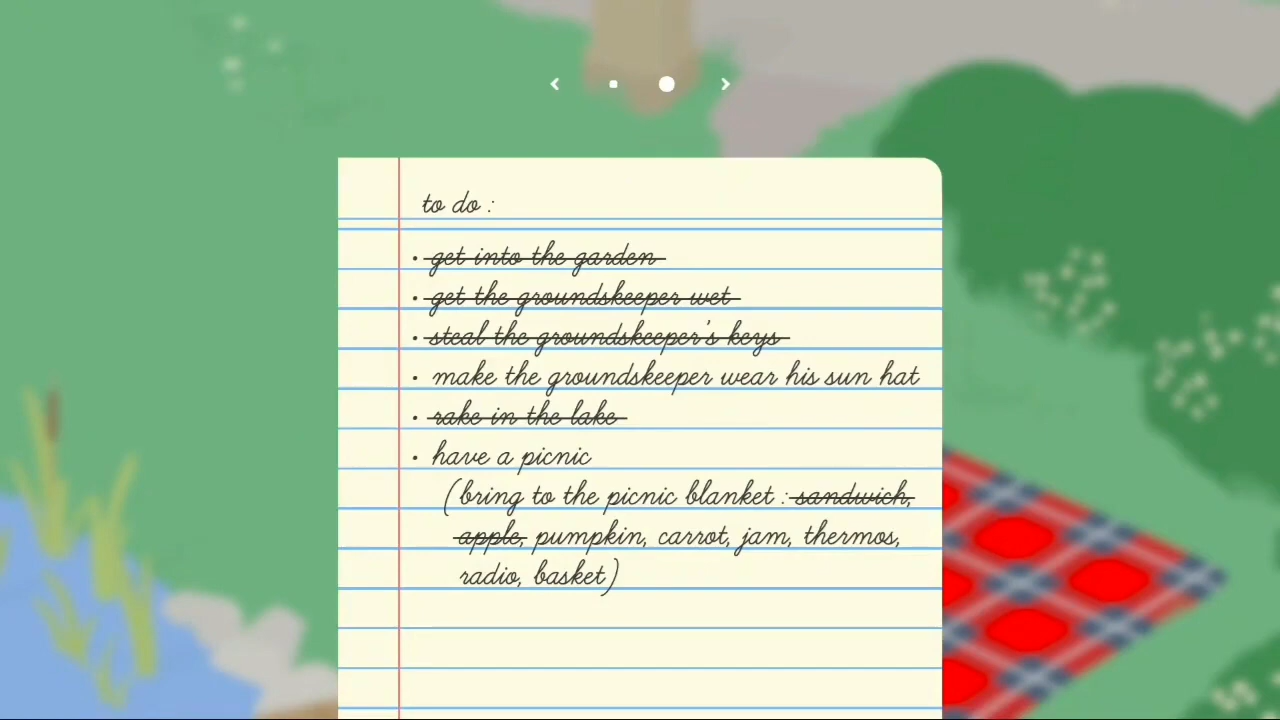 to do :
• get into the garden
• get the groundskeeper wet
• steal the groundskeeper's keys
• make the groundskeeper wear his sun hat
• rake in the lake
• have a picnic
(bring to the picnic blanket : sandwich,
apple, pumpkin, carrot, jam, thermos,
radio, basket)